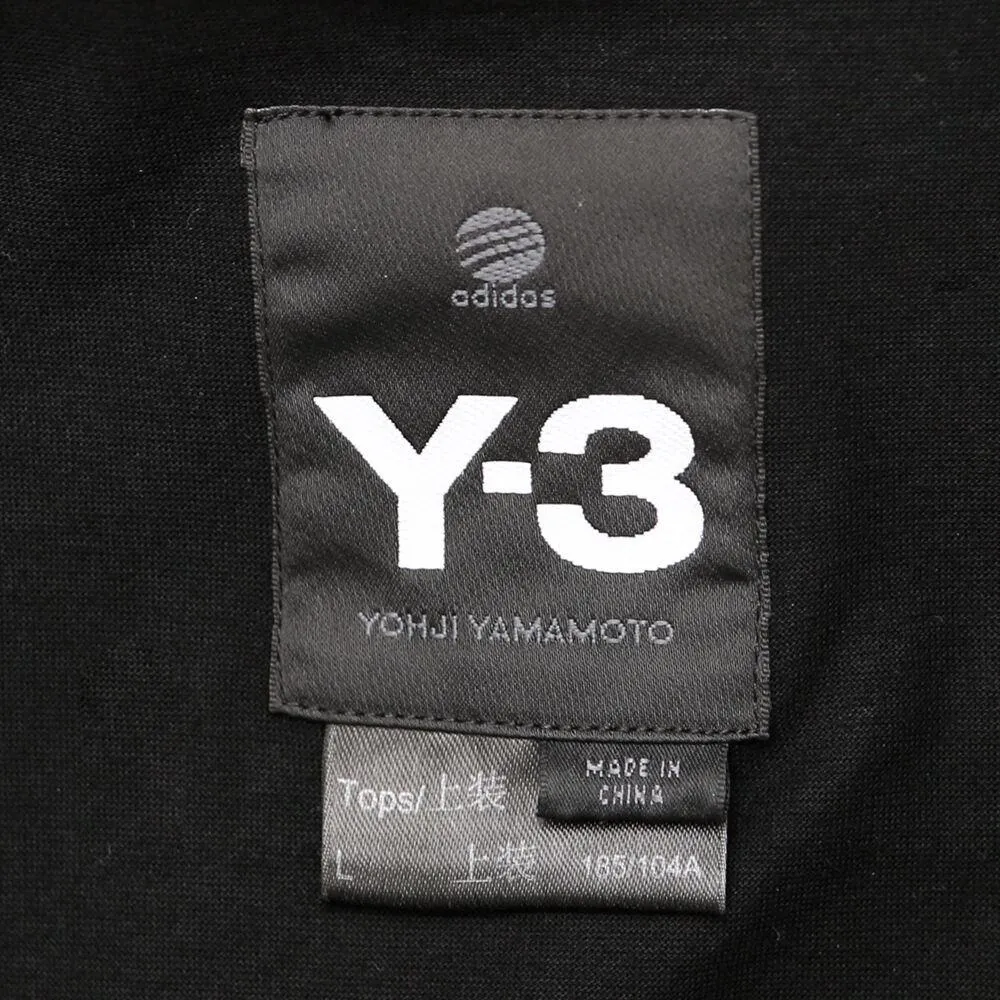 adidas
Y-3
YOHJI YAMAMOTO
MADE IN
CHINA
Tops/上装
L 上装 185/104A